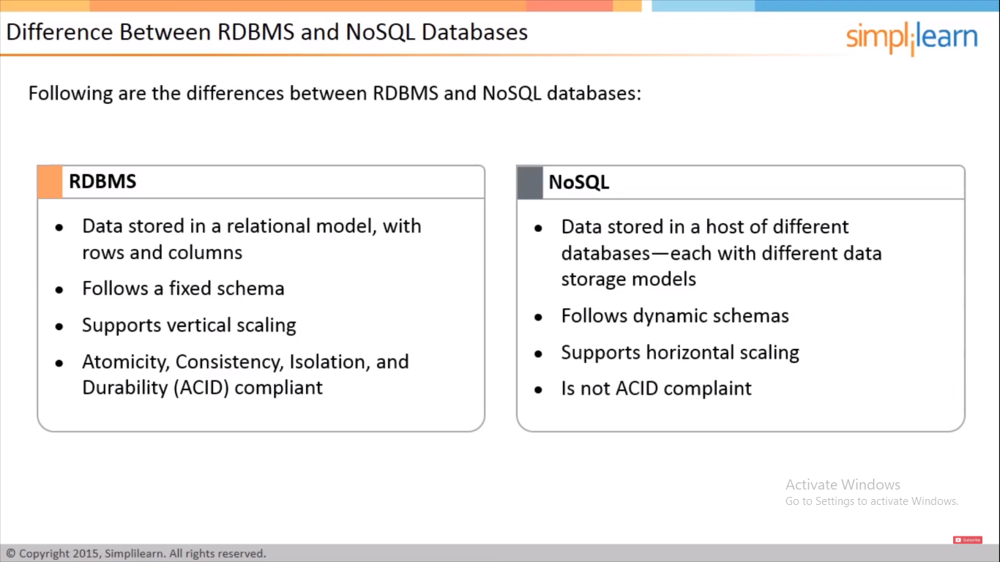 Difference Between RDBMS and NoSQL Databases
simplilearn
Following are the differences between RDBMS and NoSQL databases:
RDBMS
• Data stored in a relational model, with
rows and columns
• Follows a fixed schema
• Supports vertical scaling
• Atomicity, Consistency, Isolation, and
Durability (ACID) compliant
NoSQL
• Data stored in a host of different
databases—each with different data
storage models
• Follows dynamic schemas
• Supports horizontal scaling
• Is not ACID complaint
Activate Windows
Go to Settings to activate Windows.
Subscribe
© Copyright 2015, Simplilearn. All rights reserved.